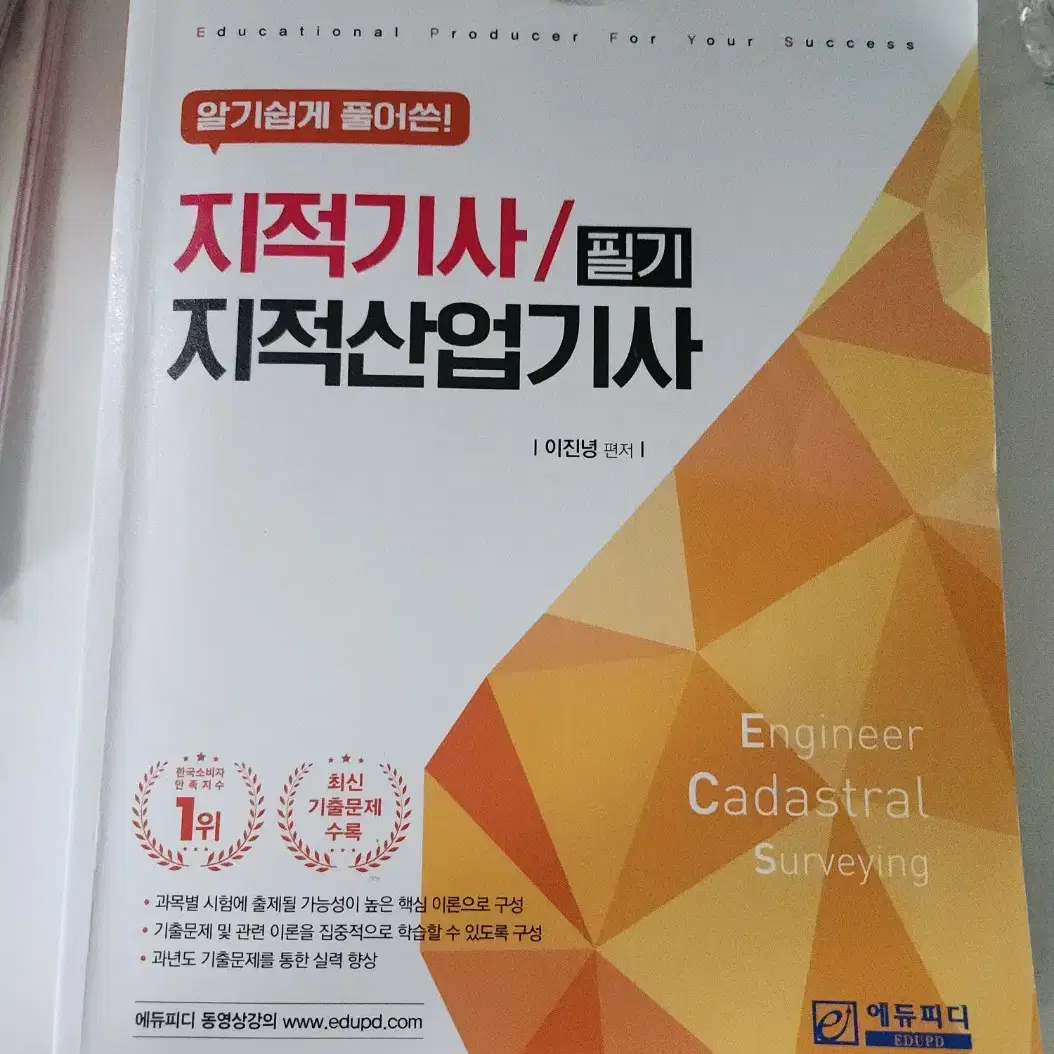 Educational Producer For Your Success
알기쉽게 풀어쓴!
지적기사/ 필기
지적산업기사
| 이진녕 편저 |
Engineer
Cadastral
Surveying
한국소비자
만족지수
1위
최신
기출문제
수록
• 과목별 시험에 출제될 가능성이 높은 핵심 이론으로 구성
• 기출문제 및 관련 이론을 집중적으로 학습할 수 있도록 구성
• 과년도 기출문제를 통한 실력 향상
에듀피디 동영상강의 www.edupd.com
에듀피디
EDUPD